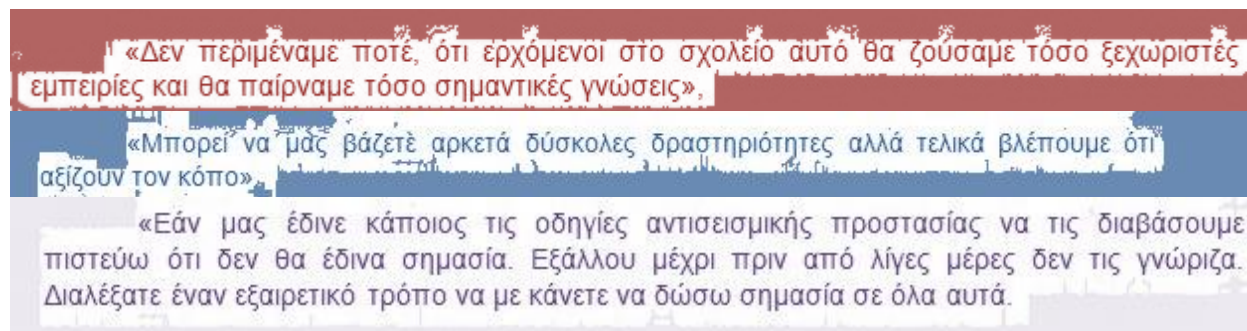 «Δεν περιμέναμε ποτέ, ότι ερχόμενοι στο σχολείο αυτό θα ζούσαμε τόσο ξεχωριστές
εμπειρίες και θα παίρναμε τόσο σημαντικές γνώσεις»,
«Μπορεί να μας βάζετε αρκετά δύσκολες δραστηριότητες αλλά τελικά βλέπουμε ότι
αξίζουν τον κόπο».
«Εάν μας έδινε κάποιος τις οδηγίες αντισεισμικής προστασίας να τις διαβάσουμε
πιστεύω ότι δεν θα έδινα σημασία. Εξάλλου μέχρι πριν από λίγες μέρες δεν τις γνώριζα.
Διαλέξατε έναν εξαιρετικό τρόπο να με κάνετε να δώσω σημασία σε όλα αυτά.